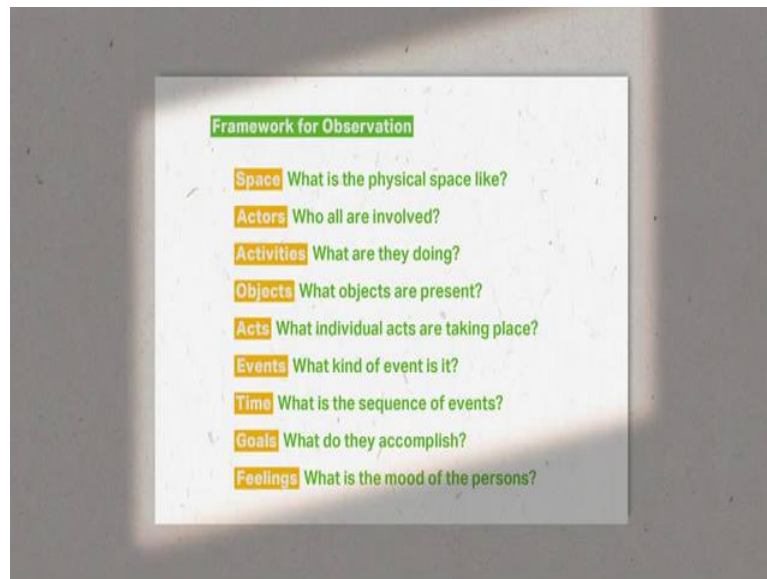 Framework for Observation
Space What is the physical space like?
Actors Who all are involved?
Activities What are they doing?
Objects What objects are present?
Acts What individual acts are taking place?
Events What kind of event is it?
Time What is the sequence of events?
Goals What do they accomplish?
Feelings What is the mood of the persons?